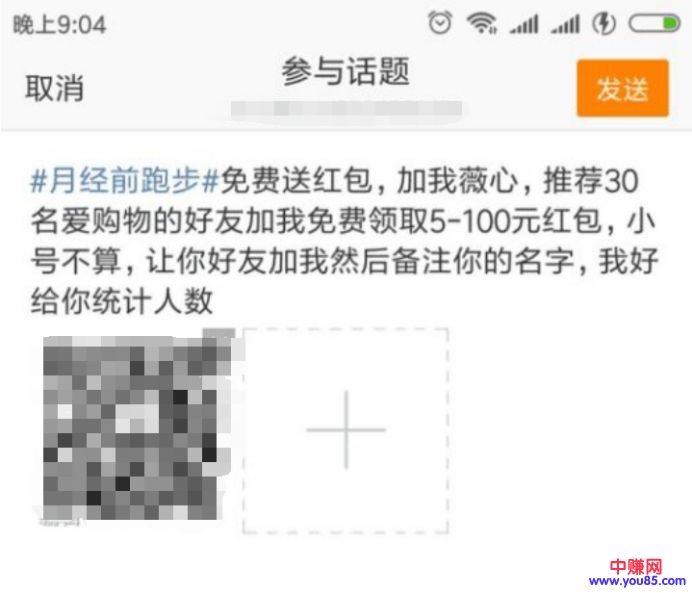 晚上9:04
取消
参与话题
发送
#月经前跑步#免费送红包，加我薇心，推荐30
名爱购物的好友加我免费领取5-100元红包，小
号不算，让你好友加我然后备注你的名字，我好
给你统计人数
中赚网
www.you85.com